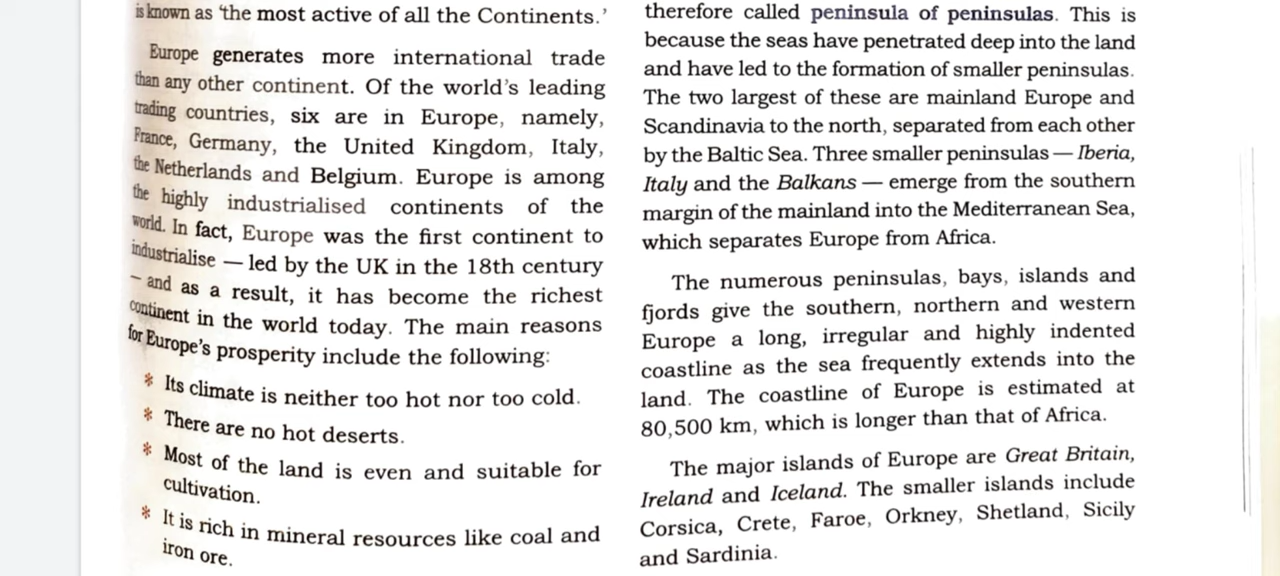 is known as 'the most active of all the Continents.'
Europe generates more international trade
than any other continent. Of the world's leading
trading countries, six are in Europe, namely,
France, Germany, the United Kingdom, Italy,
the Netherlands and Belgium. Europe is among
the highly industrialised continents of the
world. In fact, Europe was the first continent to
industrialise — led by the UK in the 18th century
– and as a result, it has become the richest
continent in the world today. The main reasons
for Europe's prosperity include the following:
* Its climate is neither too hot nor too cold.
* There are no hot deserts.
* Most of the land is even and suitable for
cultivation.
* It is rich in mineral resources like coal and
iron ore.
therefore called peninsula of peninsulas. This is
because the seas have penetrated deep into the land
and have led to the formation of smaller peninsulas.
The two largest of these are mainland Europe and
Scandinavia to the north, separated from each other
by the Baltic Sea. Three smaller peninsulas — Iberia,
Italy and the Balkans — emerge from the southern
margin of the mainland into the Mediterranean Sea,
which separates Europe from Africa.
The numerous peninsulas, bays, islands and
fjords give the southern, northern and western
Europe a long, irregular and highly indented
coastline as the sea frequently extends into the
land. The coastline of Europe is estimated at
80,500 km, which is longer than that of Africa.
The major islands of Europe are Great Britain,
Ireland and Iceland. The smaller islands include
Corsica, Crete, Faroe, Orkney, Shetland, Sicily
and Sardinia.